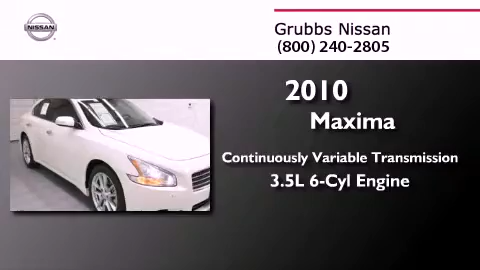 NISSAN
Grubbs Nissan
(800) 240-2805
2010
Maxima
Continuously Variable Transmission
3.5L 6-Cyl Engine